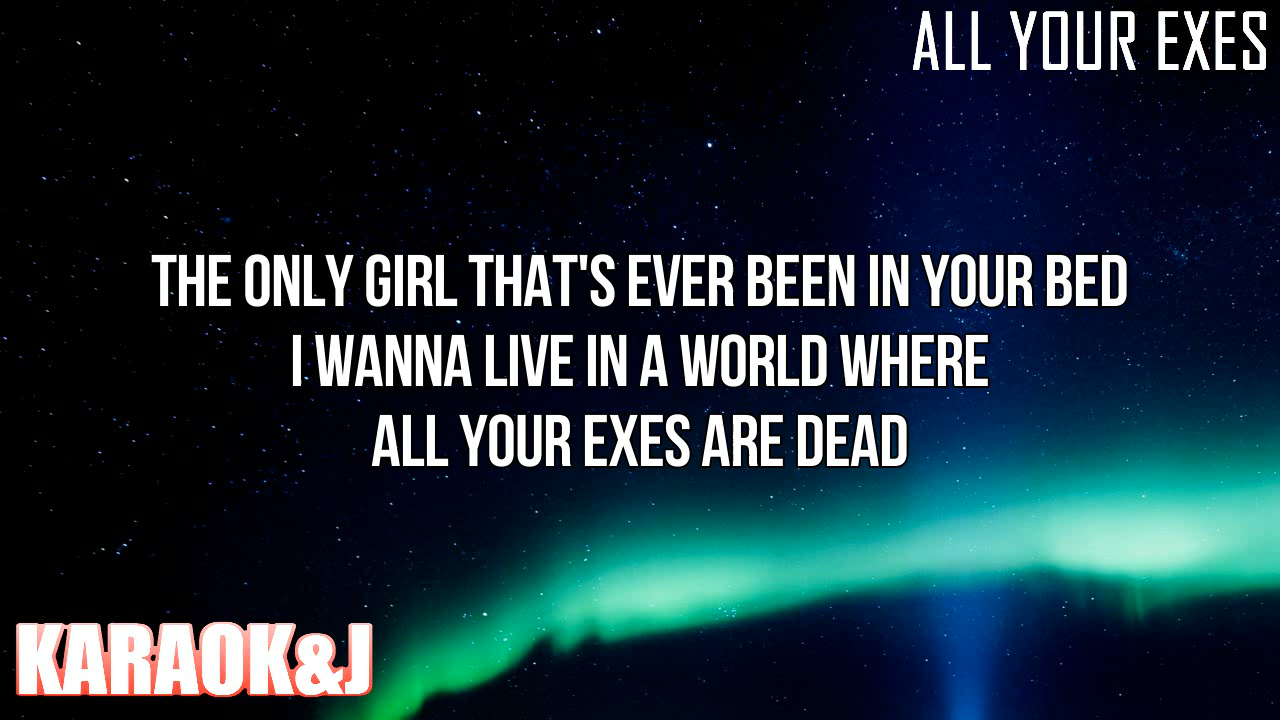 ALL YOUR EXES
THE ONLY GIRL THAT'S EVER BEEN IN YOUR BED
I WANNA LIVE IN A WORLD WHERE
ALL YOUR EXES ARE DEAD
KARAOK&J